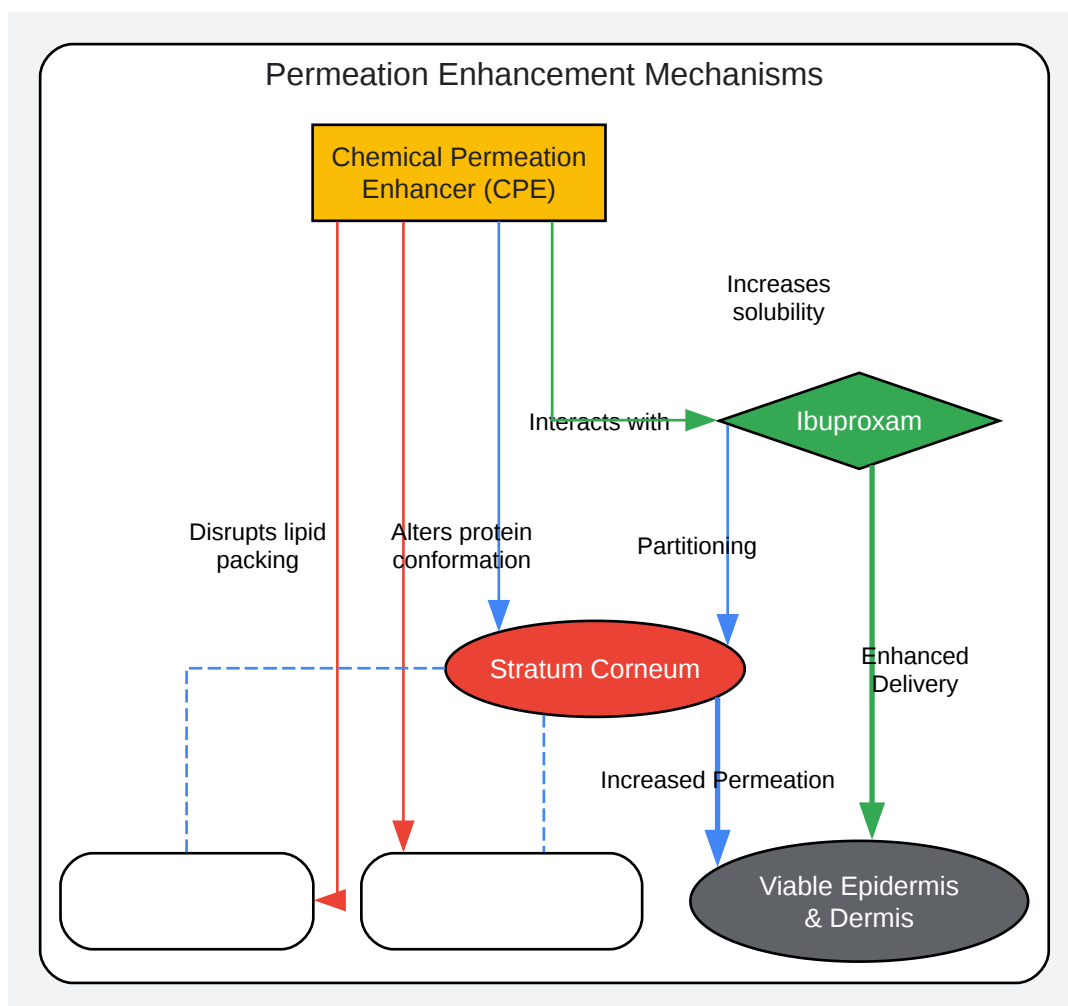 Permeation Enhancement Mechanisms
Chemical Permeation
Enhancer (CPE)
Increases
solubility
Interacts with
Ibuproxam
Disrupts lipid
packing
Alters protein
conformation
Partitioning
Stratum Corneum
Enhanced
Delivery
Increased Permeation
Viable Epidermis
& Dermis